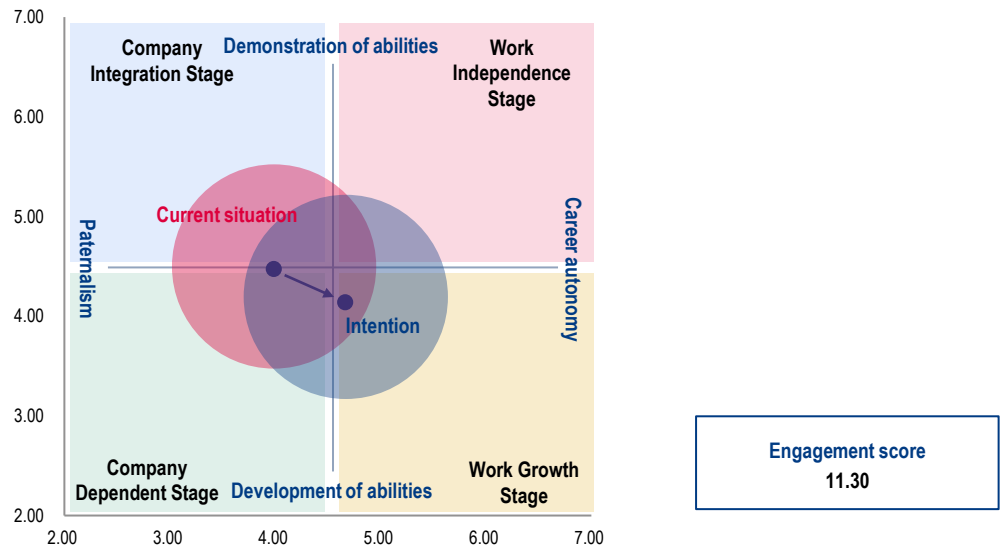 7.00
Company
Integration Stage
Demonstration of abilities
Work
Independence
Stage
6.00
5.00
Current situation
Paternalism
Career autonomy
4.00
Intention
3.00
Company
Dependent Stage
Development of abilities
Work Growth
Stage
2.00
2.00 3.00 4.00 5.00 6.00 7.00
Engagement score
11.30